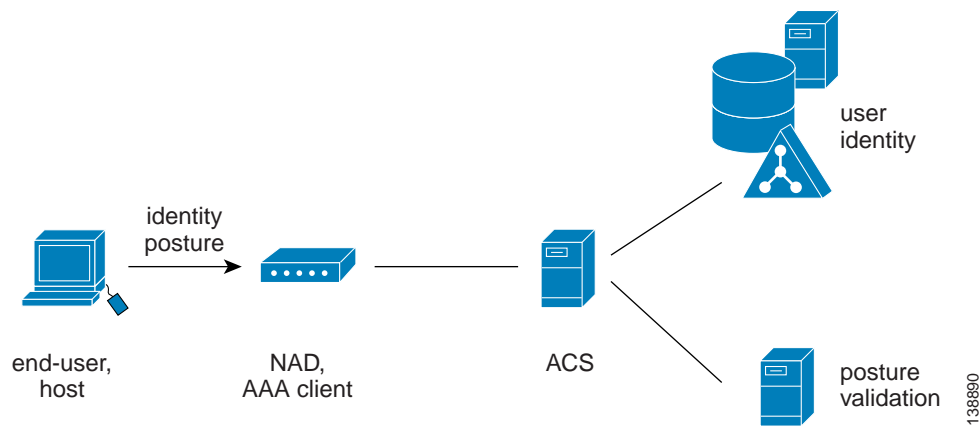 user
identity
identity
posture
end-user,
host
NAD,
AAA client
ACS
posture
validation
138890